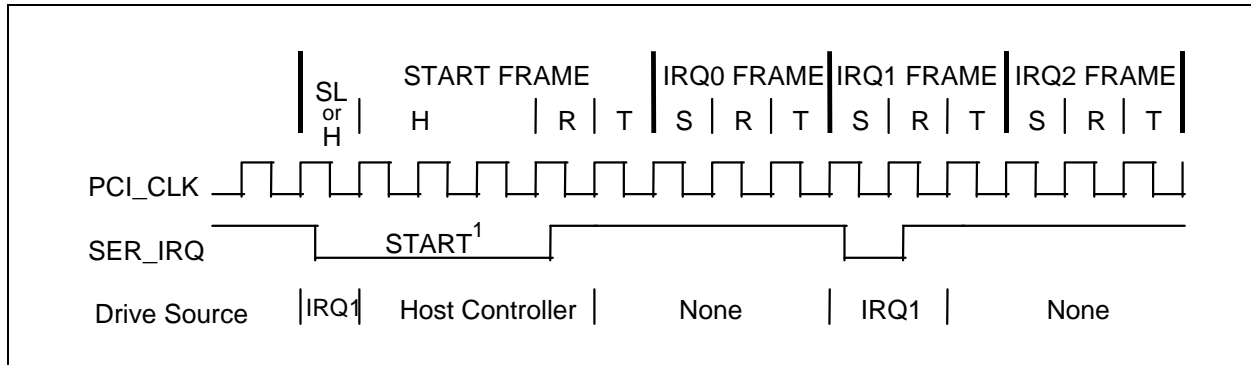 START FRAME IRQ0 FRAME IRQ1 FRAME IRQ2 FRAME
SL
or
H
H R T S R T S R T S R T
PCI_CLK
SER_IRQ START1
Drive Source IRQ1 Host Controller None IRQ1 None